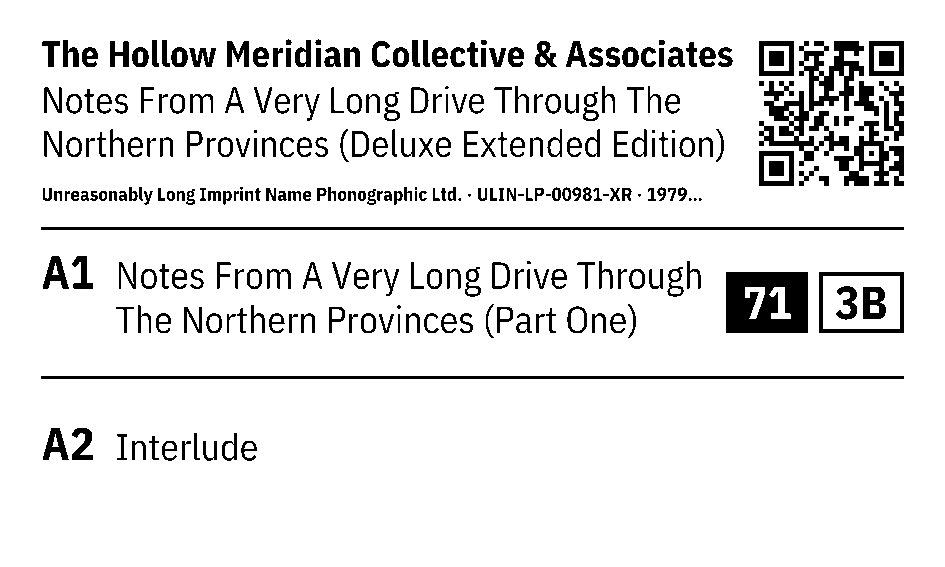 The Hollow Meridian Collective & Associates
Notes From A Very Long Drive Through The
Northern Provinces (Deluxe Extended Edition)
Unreasonably Long Imprint Name Phonographic Ltd. · ULIN-LP-00981-XR · 1979…
A1 Notes From A Very Long Drive Through
The Northern Provinces (Part One)
71 3B
A2 Interlude